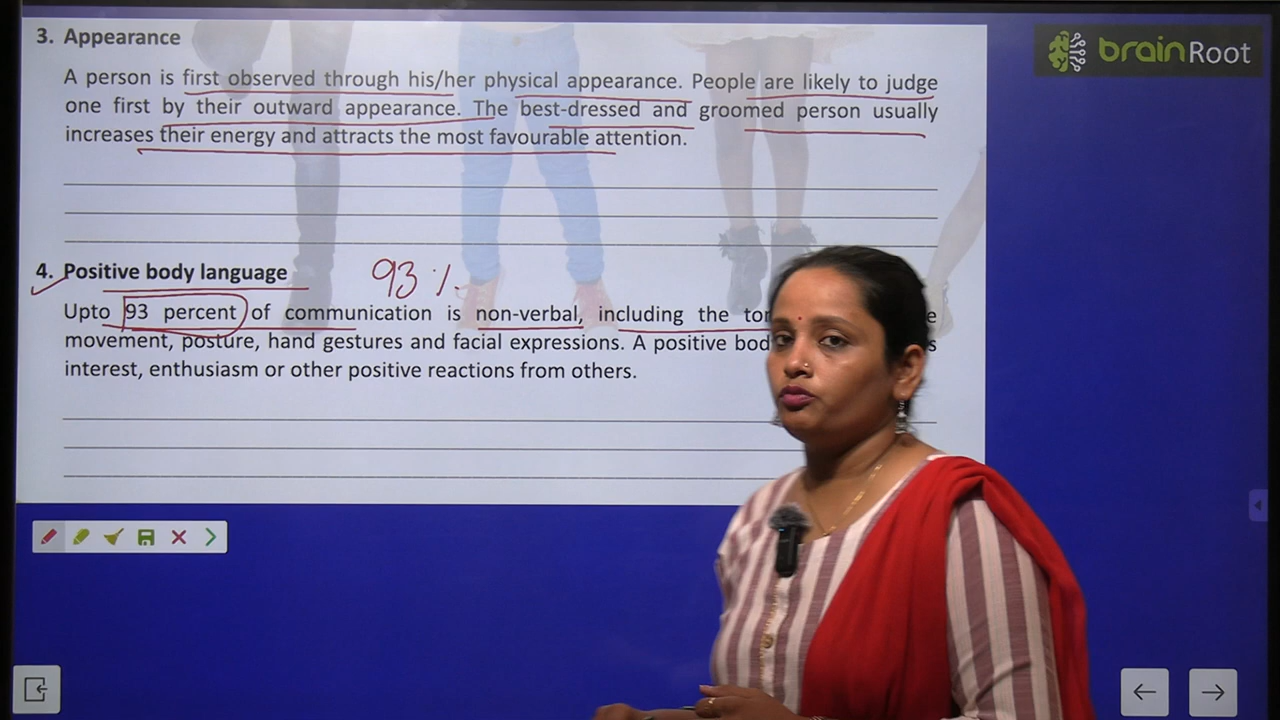 3. Appearance
brainRoot
A person is first observed through his/her physical appearance. People are likely to judge
one first by their outward appearance. The best-dressed and groomed person usually
increases their energy and attracts the most favourable attention.
4. Positive body language 93 %
Upto 93 percent of communication is non-verbal, including the
movement, posture, hand gestures and facial expressions. A positive
interest, enthusiasm or other positive reactions from others.